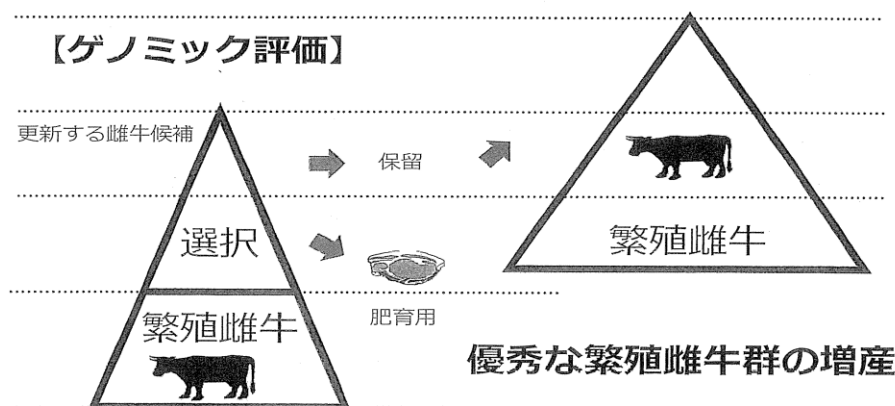 【ゲノミック評価】
更新する雌牛候補
保留
選択
繁殖雌牛
肥育用
繁殖雌牛
優秀な繁殖雌牛群の増産